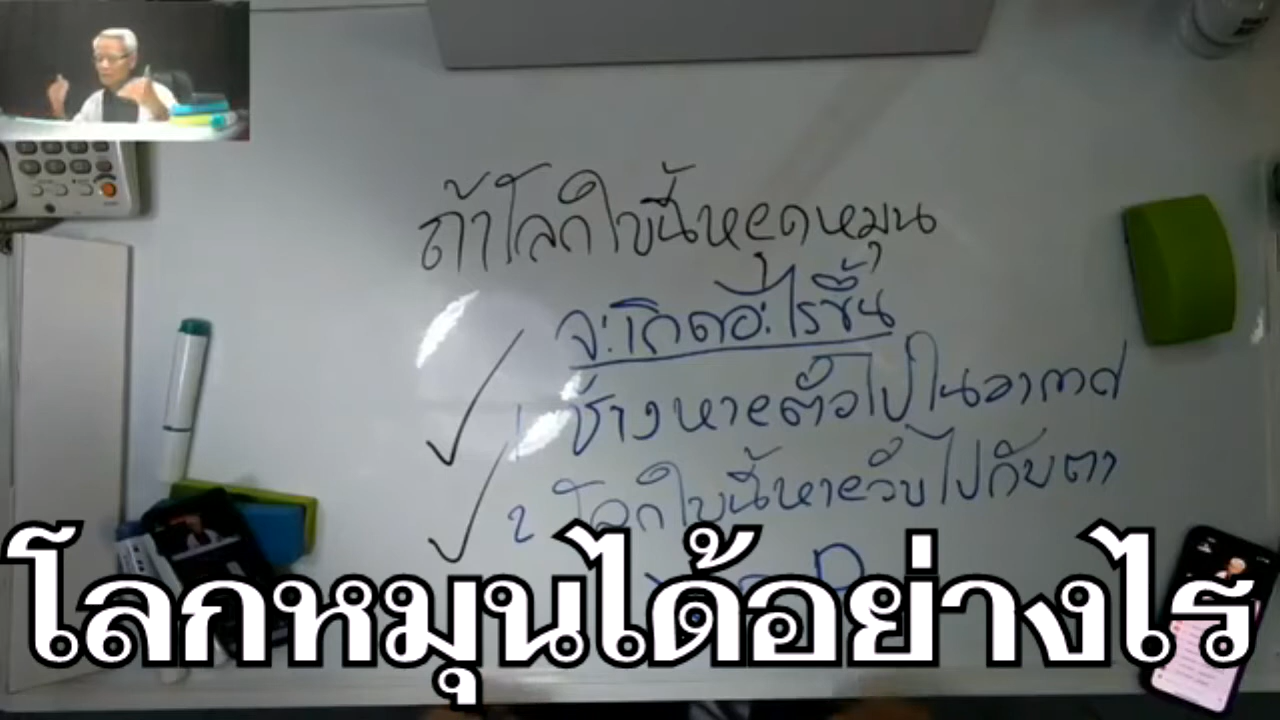 ถ้าโลกใบนี้หยุดหมุน
จะเกิดอะไรขึ้น
1 ช้างหายตัวไปในอากาศ
2 โลกใบนี้หายวับไปกับตา
โลกหมุนได้อย่างไร